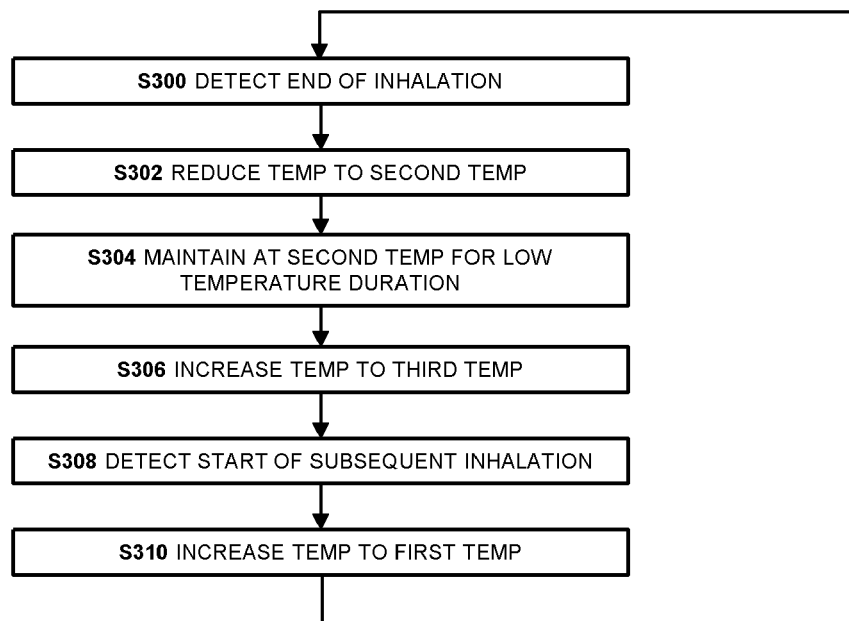 S300 DETECT END OF INHALATION
S302 REDUCE TEMP TO SECOND TEMP
S304 MAINTAIN AT SECOND TEMP FOR LOW
TEMPERATURE DURATION
S306 INCREASE TEMP TO THIRD TEMP
S308 DETECT START OF SUBSEQUENT INHALATION
S310 INCREASE TEMP TO FIRST TEMP